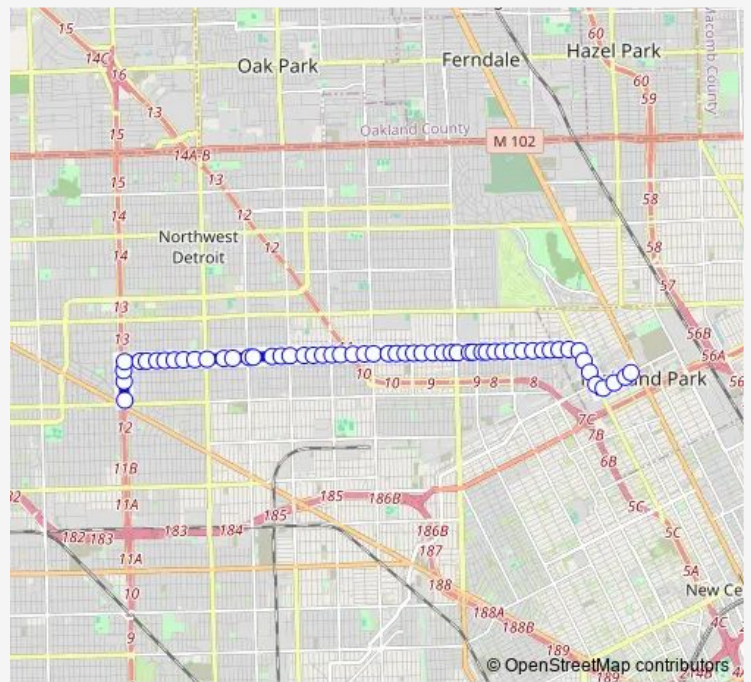 15
60
Hazel Park
14C
Oak Park
Ferndale
16
60
59
Macomb County
13
15
Oakland County
M 102
14A-B
15
13
14
12
58
Northwest
Detroit
12
14
58
57
13
13
56B
56A
10
10
9
9
8
8
nd Park
56
7C
12
7B
6B
11B
185
186B
11A
185
5C
182
183
183
184
186B
5C
11A
187
5A
10
188
New Ce
188A
4C
9
188B
189
189
© OpenStreetMap contributors